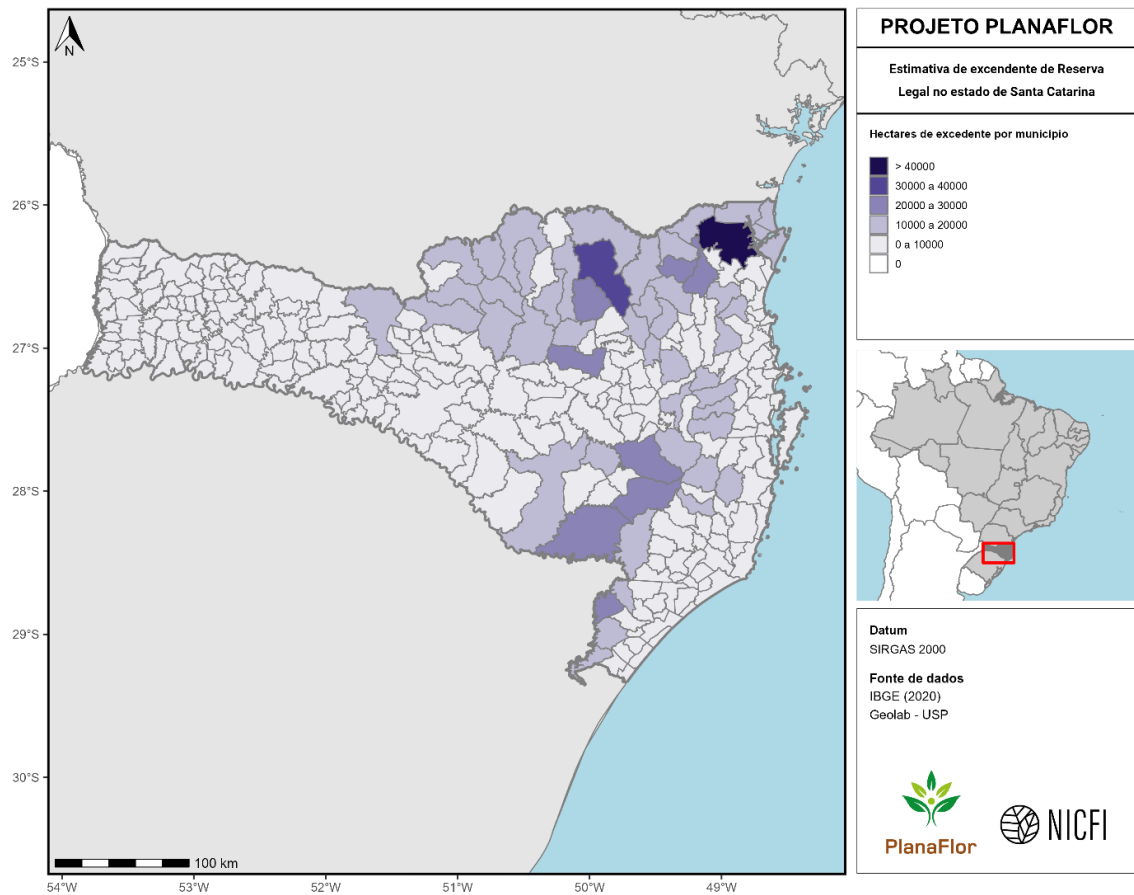 PROJETO PLANAFLOR
Estimativa de excendente de Reserva
Legal no estado de Santa Catarina
Hectares de excedente por município
> 40000
30000 a 40000
20000 a 30000
10000 a 20000
0 a 10000
0
N
25°S
26°S
27°S
28°S
29°S
30°S
100 km
54°W
53°W
52°W
51°W
50°W
49°W
Datum
SIRGAS 2000
Fonte de dados
IBGE (2020)
Geolab - USP
PlanaFlor
NICFI